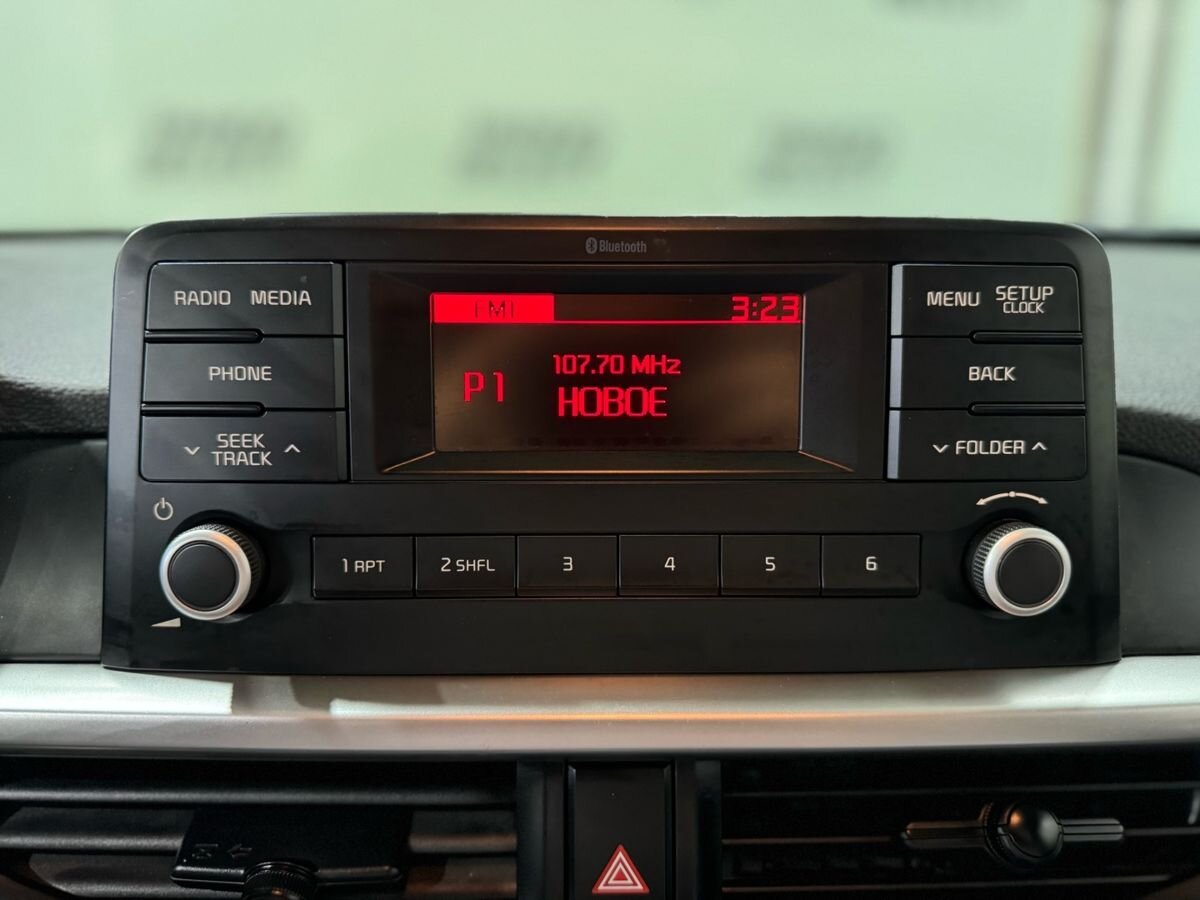 Bluetooth
RADIO MEDIA
PHONE
SEEK
TRACK
FM1 3:23
P1
107.70 MHz
НОВОЕ
MENU SETUP
CLOCK
BACK
FOLDER
1 RPT 2 SHFL 3 4 5 6